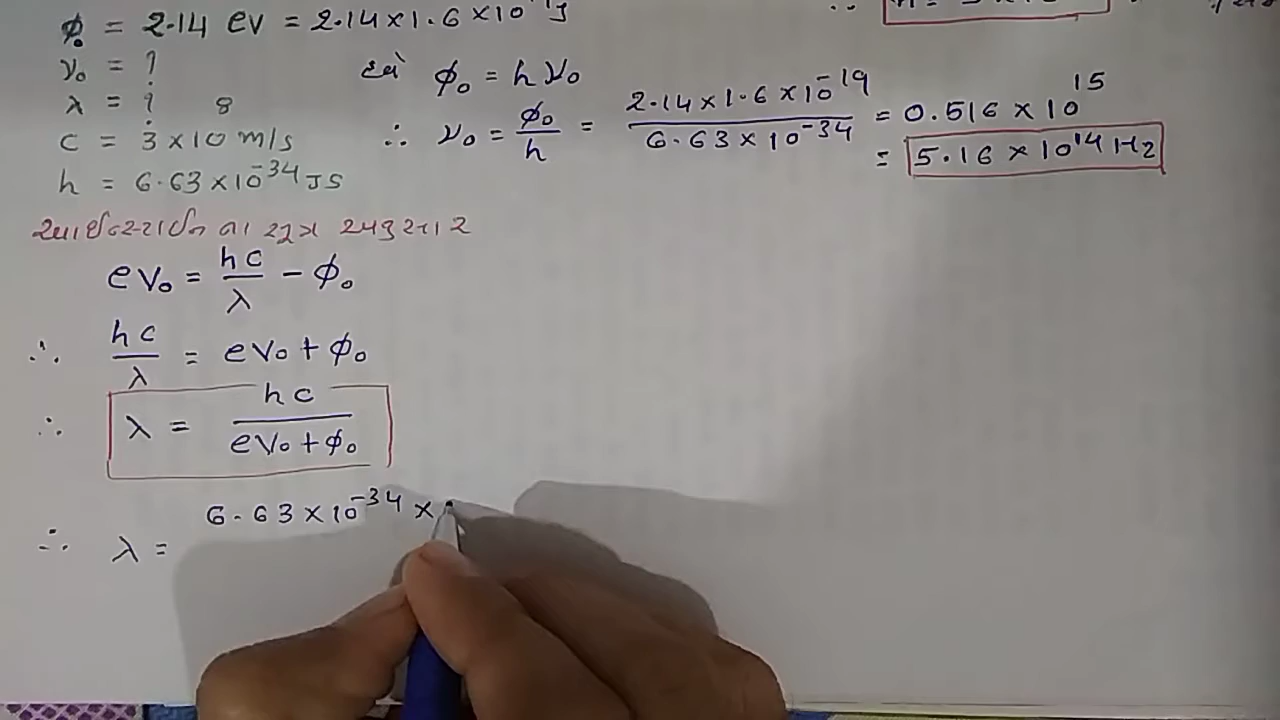 φ₀ = 2.14 eV = 2.14 × 1.6 × 10
ν₀ = ?
λ = ?
c = 3 × 10⁸ m/s
h = 6.63 × 10⁻³⁴ JS
φ₀ = hν₀
∴ ν₀ = φ₀/h = 2.14 × 1.6 × 10⁻¹⁹ / 6.63 × 10⁻³⁴ = 0.516 × 10¹⁵
= 5.16 × 10¹⁴ Hz
eV₀ = hc/λ - φ₀
∴ hc/λ = eV₀ + φ₀
∴ λ = hc / eV₀ + φ₀
∴ λ = 6.63 × 10⁻³⁴ ×